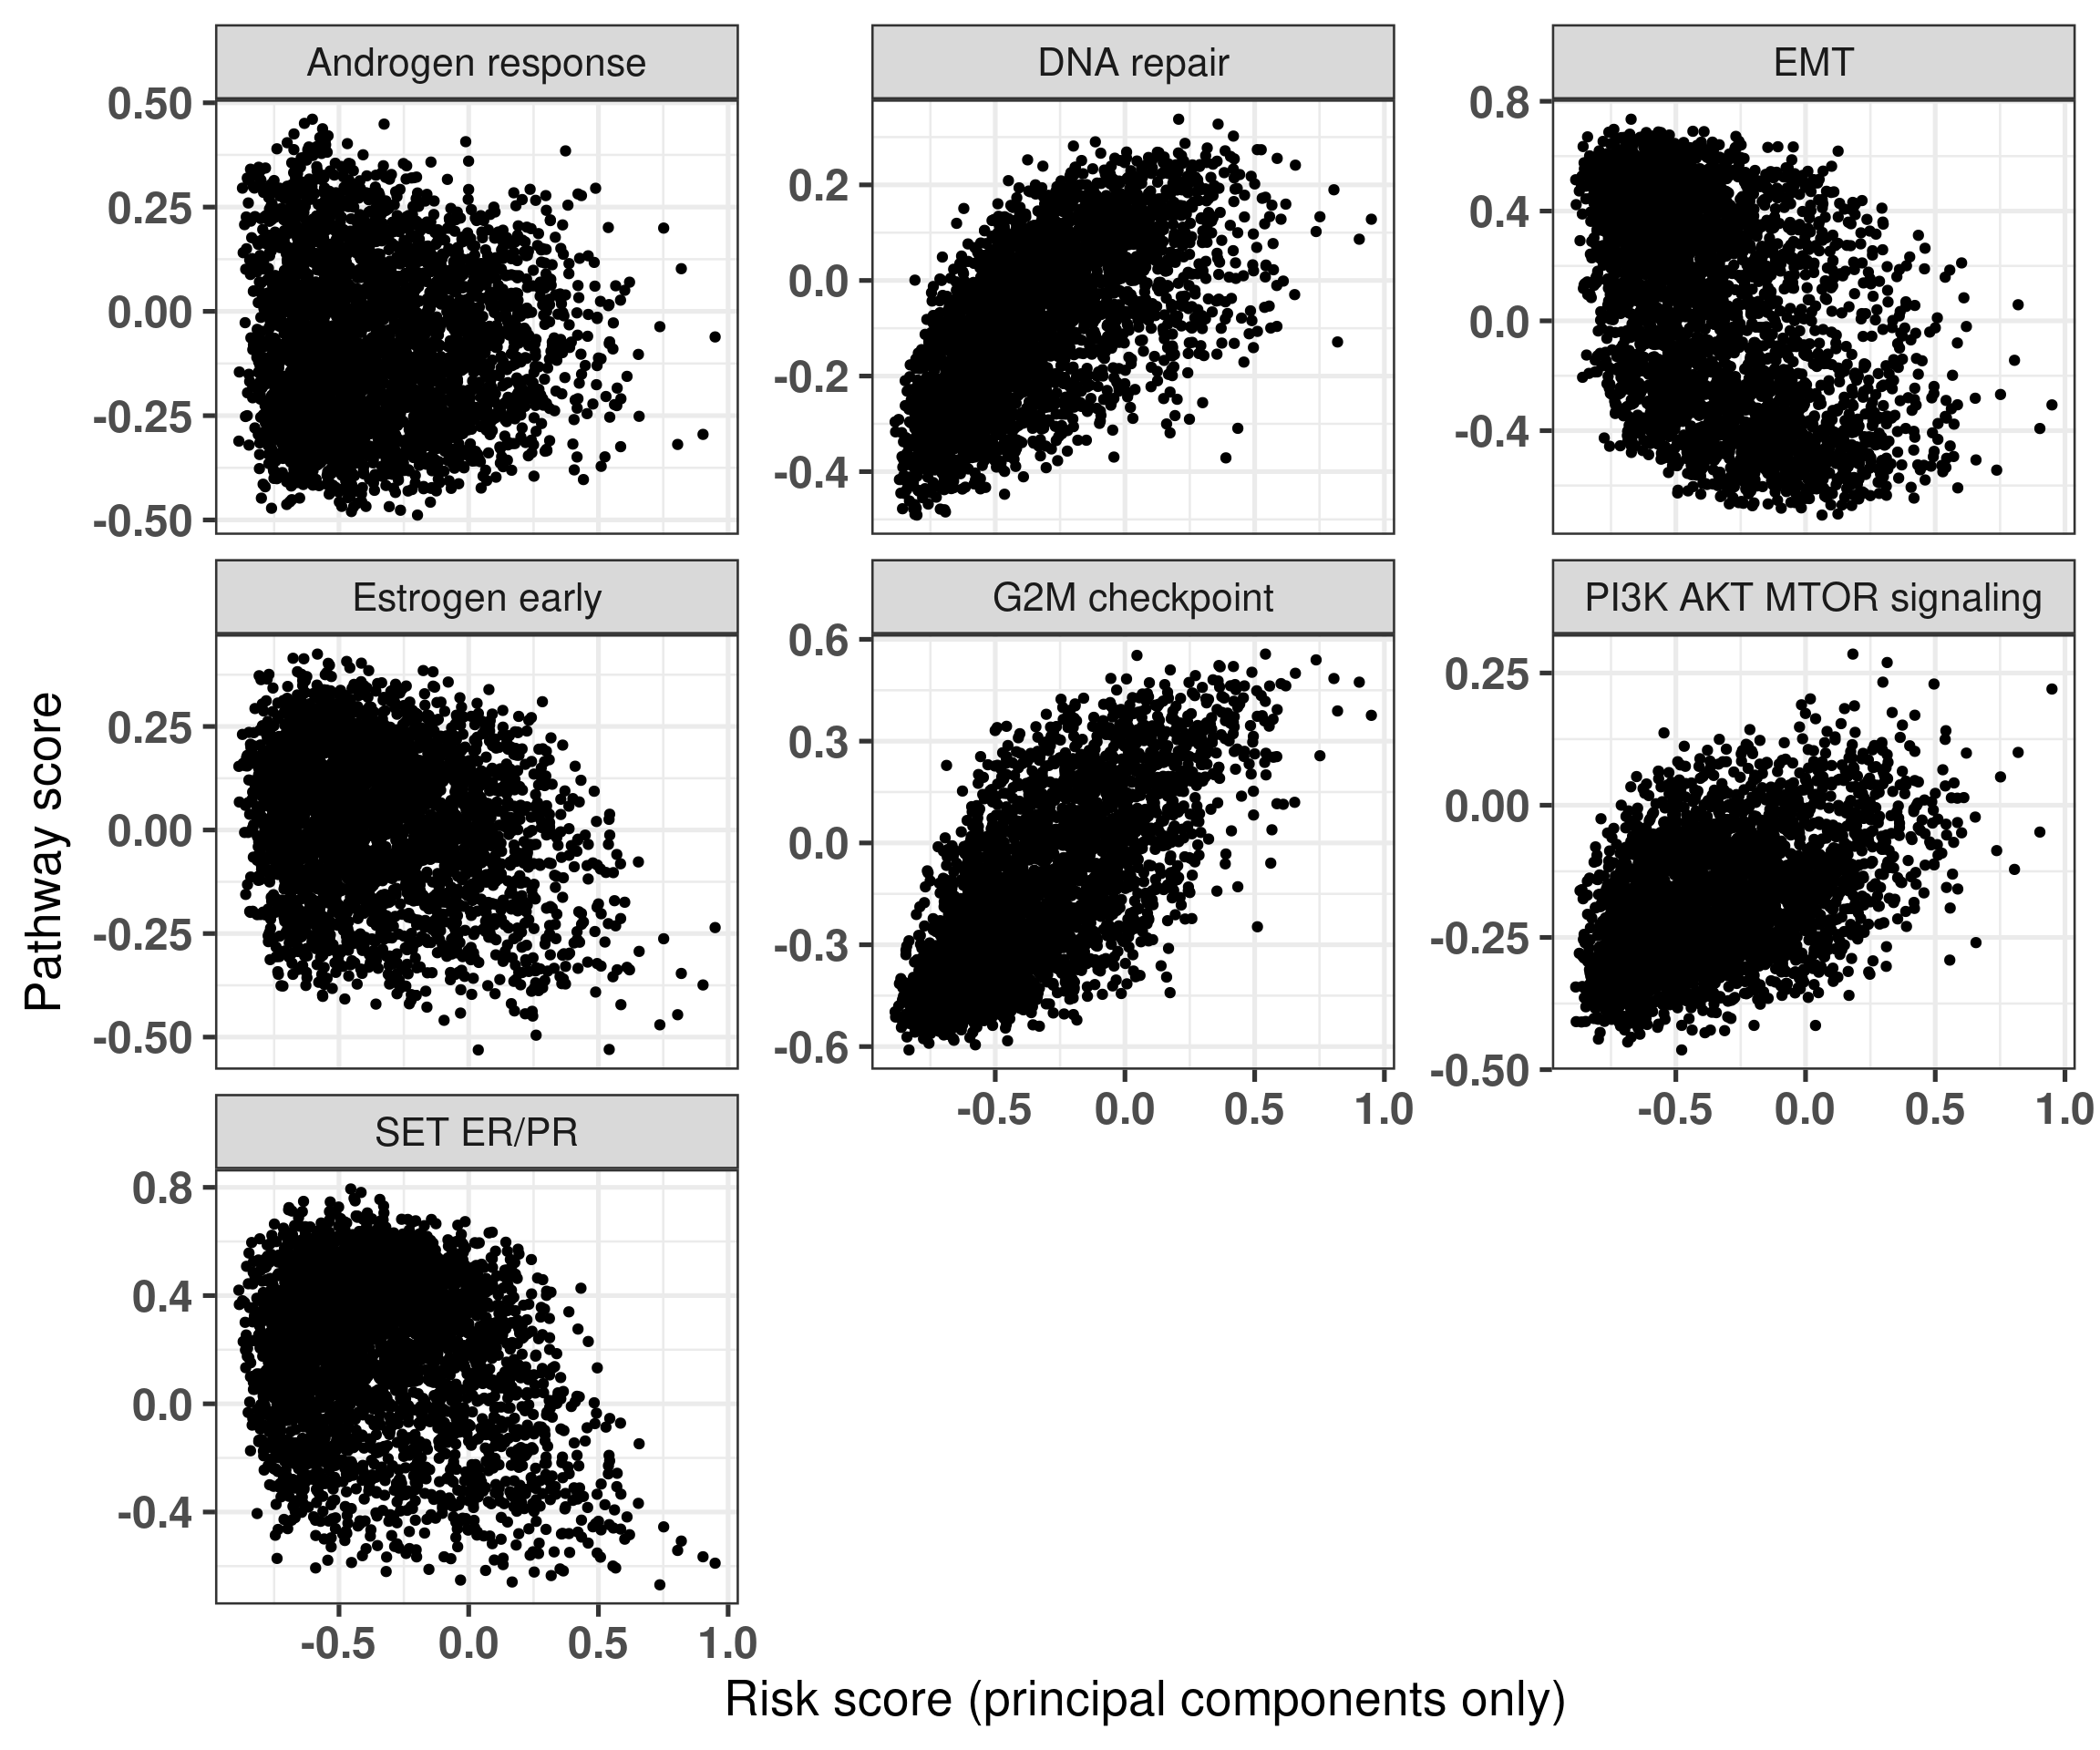 Androgen response
DNA repair
EMT
0.50
0.25
0.00
-0.25
-0.50
0.2
0.0
-0.2
-0.4
0.8
0.4
0.0
-0.4
Estrogen early
G2M checkpoint
PI3K AKT MTOR signaling
0.25
0.00
-0.25
-0.50
0.6
0.3
0.0
-0.3
-0.6
0.25
0.00
-0.25
-0.50
-0.5 0.0 0.5 1.0
-0.5 0.0 0.5 1.0
SET ER/PR
0.8
0.4
0.0
-0.4
-0.5 0.0 0.5 1.0
Pathway score
Risk score (principal components only)